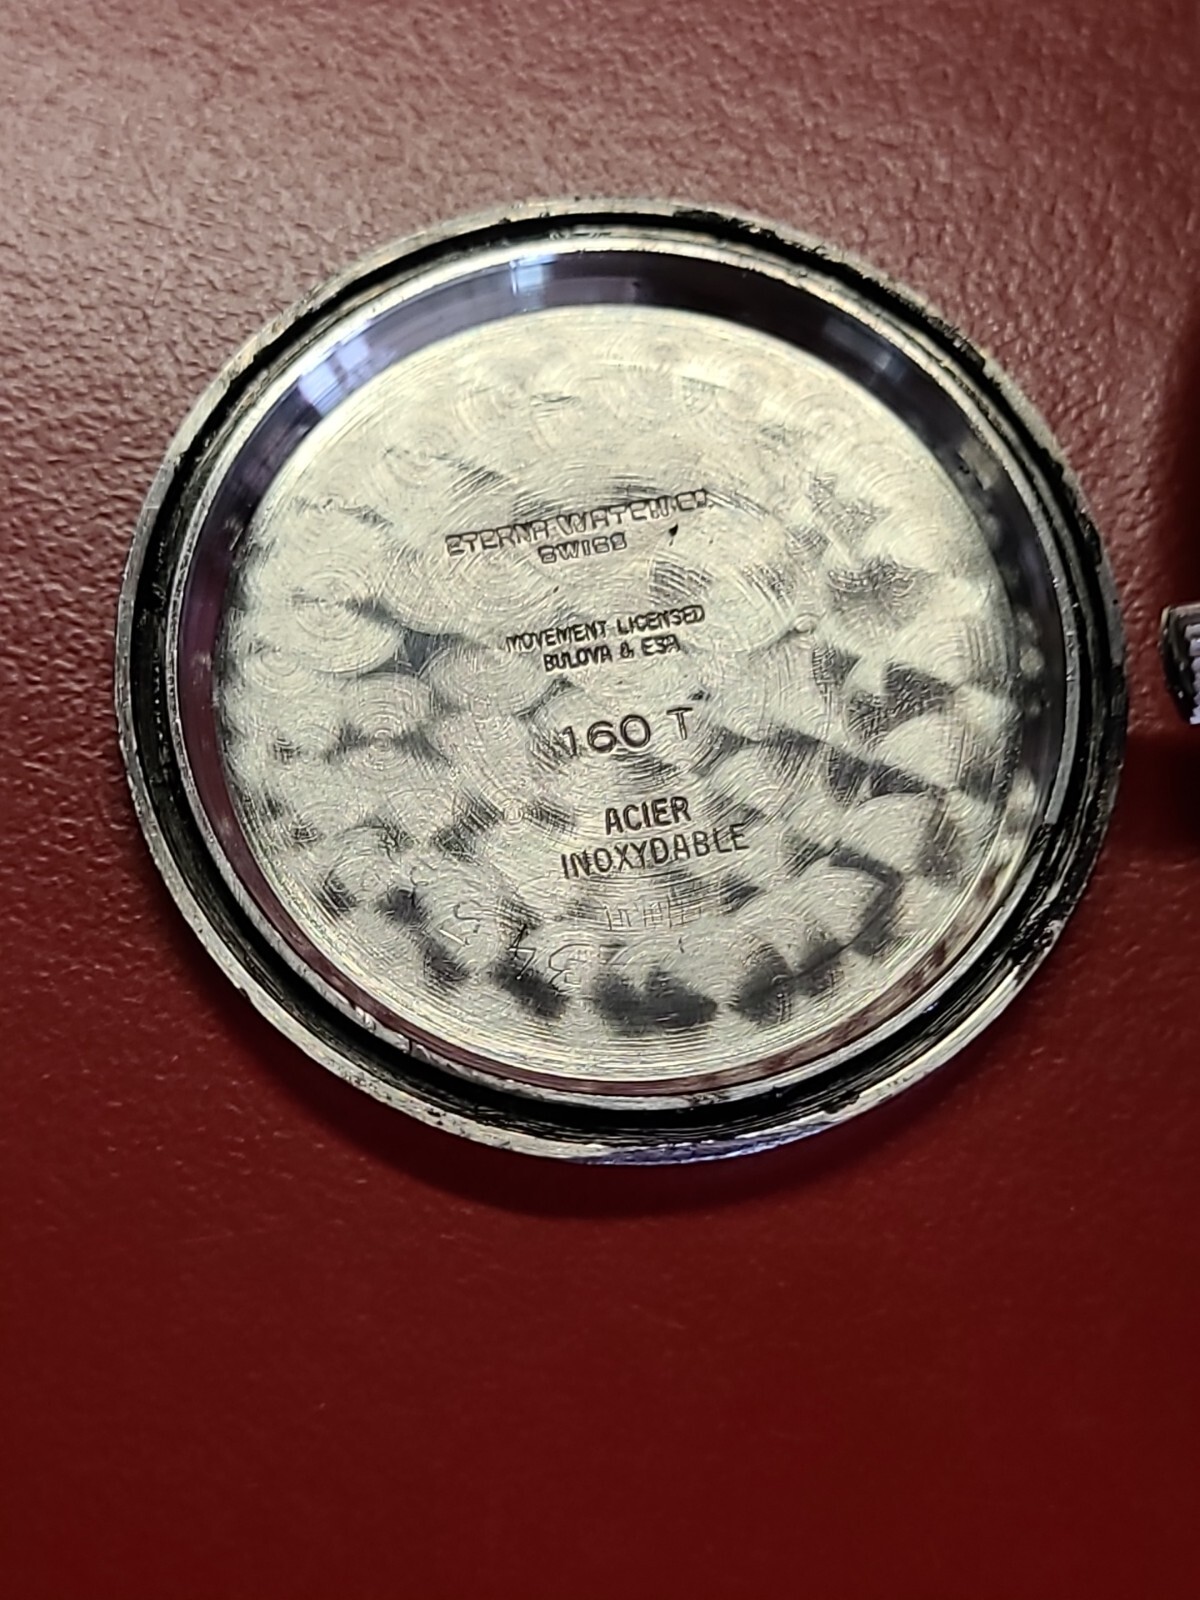 ETERNA WATCH CO.
SWISS
MOVEMENT LICENSED
BULOVA & ESA
160 T
ACIER
INOXYDABLE